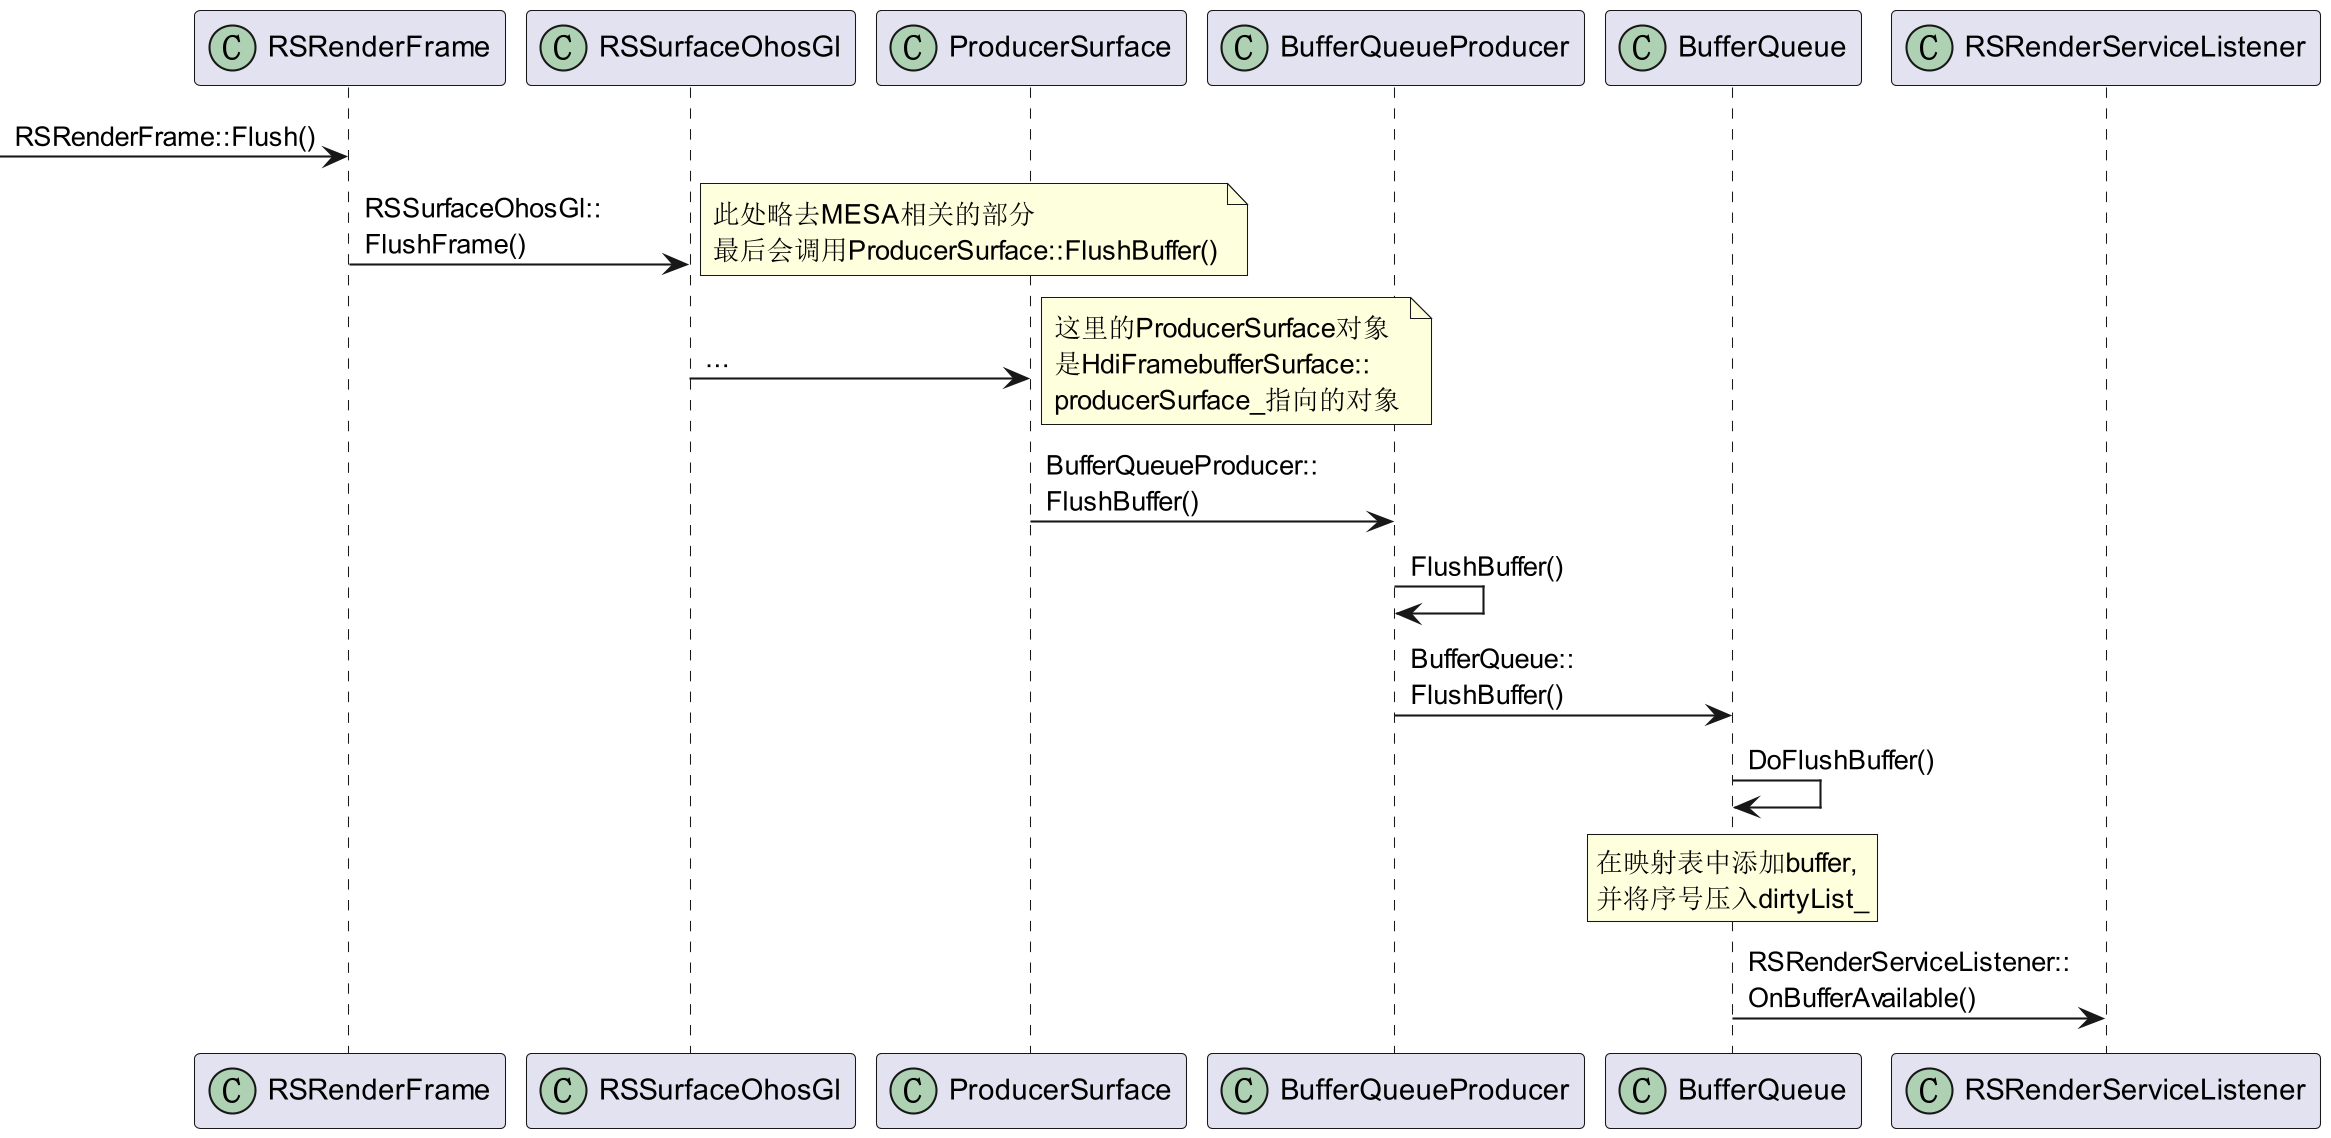 C RSRenderFrame
C RSSurfaceOhosGl
C ProducerSurface
C BufferQueueProducer
C BufferQueue
C RSRenderServiceListener
RSRenderFrame::Flush()
RSSurfaceOhosGl::
FlushFrame()
此处略去MESA相关的部分
最后会调用ProducerSurface::FlushBuffer()
...
这里的ProducerSurface对象
是HdiFramebufferSurface::
producerSurface_指向的对象
BufferQueueProducer::
FlushBuffer()
FlushBuffer()
BufferQueue::
FlushBuffer()
DoFlushBuffer()
在映射表中添加buffer,
并将序号压入dirtyList_
RSRenderServiceListener::
OnBufferAvailable()
C RSRenderFrame
C RSSurfaceOhosGl
C ProducerSurface
C BufferQueueProducer
C BufferQueue
C RSRenderServiceListener